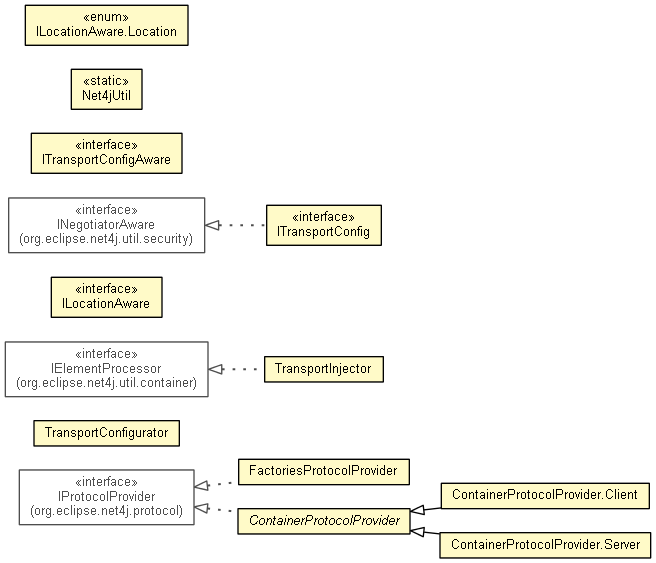 «enum»
ILocationAware.Location
«static»
Net4jUtil
«interface»
ITransportConfigAware
«interface»
INegotiatorAware
(org.eclipse.net4j.util.security)
«interface»
ITransportConfig
«interface»
ILocationAware
«interface»
IElementProcessor
(org.eclipse.net4j.util.container)
TransportInjector
TransportConfigurator
«interface»
IProtocolProvider
(org.eclipse.net4j.protocol)
FactoriesProtocolProvider
ContainerProtocolProvider
ContainerProtocolProvider.Client
ContainerProtocolProvider.Server